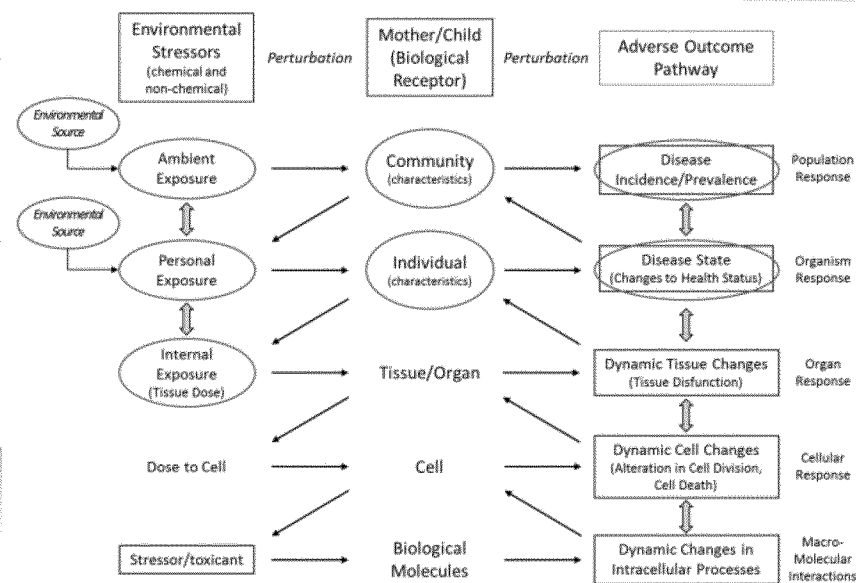 Environmental
Stressors
(chemical and
non-chemical)
Perturbation
Mother/Child
(Biological
Receptor)
Perturbation
Adverse Outcome
Pathway
Environmental
Source
Ambient
Exposure
Community
(characteristics)
Disease
Incidence/Prevalence
Population
Response
Environmental
Source
Personal
Exposure
Individual
(characteristics)
Disease State
(Changes to Health Status)
Organism
Response
Internal
Exposure
(Tissue Dose)
Tissue/Organ
Dynamic Tissue Changes
(Tissue Disfunction)
Organ
Response
Dose to Cell
Cell
Dynamic Cell Changes
(Alteration in Cell Division,
Cell Death)
Cellular
Response
Stressor/toxicant
Biological
Molecules
Dynamic Changes in
Intracellular Processes
Macro-
Molecular
Interactions